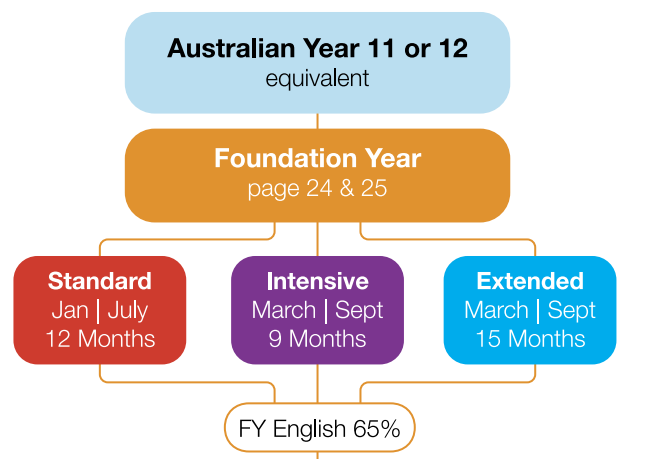 Australian Year 11 or 12
equivalent
Foundation Year
page 24 & 25
Standard
Jan | July
12 Months
Intensive
March | Sept
9 Months
Extended
March | Sept
15 Months
FY English 65%